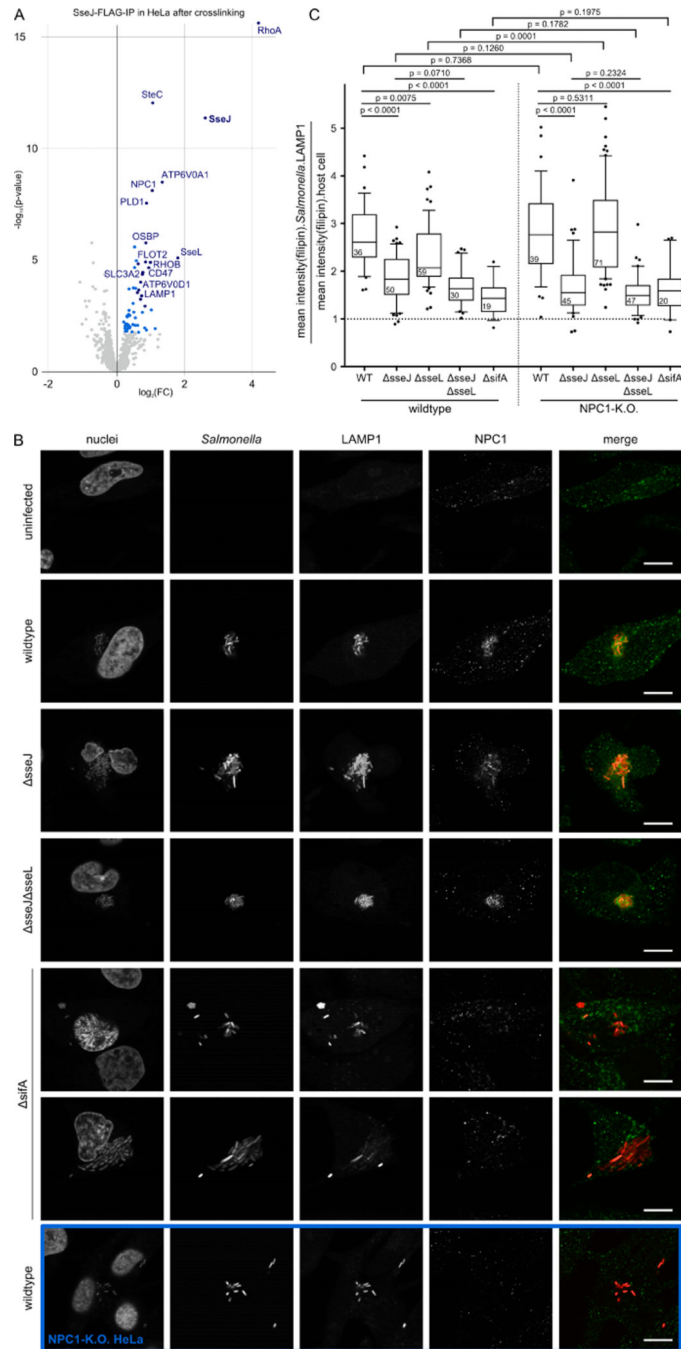 A
SseJ-FLAG-IP in HeLa after crosslinking
RhoA
15
SteC
SseJ
10
ATP6V0A1
NPC1
PLD1
OSBP
SseL
5
FLOT2
RHOB
SLC3A2
CD47
ATP6V0D1
LAMP1
0
-log₁₀(p-value)
0 2 4
log₂(FC)
C
p = 0.1975
p = 0.1782
p = 0.0001
p = 0.1260
p = 0.7368
p = 0.0710
p = 0.2324
p < 0.0001
p < 0.0001
p = 0.0075
p = 0.5311
p < 0.0001
p < 0.0001
mean intensity(filipin).Salmonella.LAMP1
mean intensity(filipin).host cell
5
4
3
2
1
0
36 50 59 30 19 39 45 71 47 20
WT ΔsseJ ΔsseL ΔsseJ ΔsifA WT ΔsseJ ΔsseL ΔsseJ ΔsifA
ΔsseL ΔsseL
wildtype NPC1-K.O.
B
nuclei Salmonella LAMP1 NPC1 merge
uninfected
wildtype
ΔsseJ
ΔsseJΔsseL
ΔsifA
wildtype
NPC1-K.O. HeLa